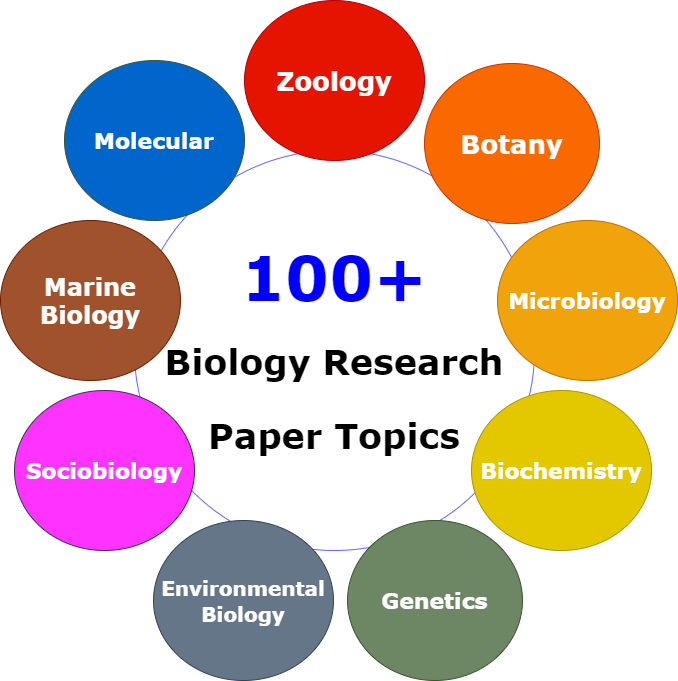 Zoology
Molecular
Botany
Marine
Biology
100+
Microbiology
Biology Research
Paper Topics
Sociobiology
Biochemistry
Environmental
Biology
Genetics